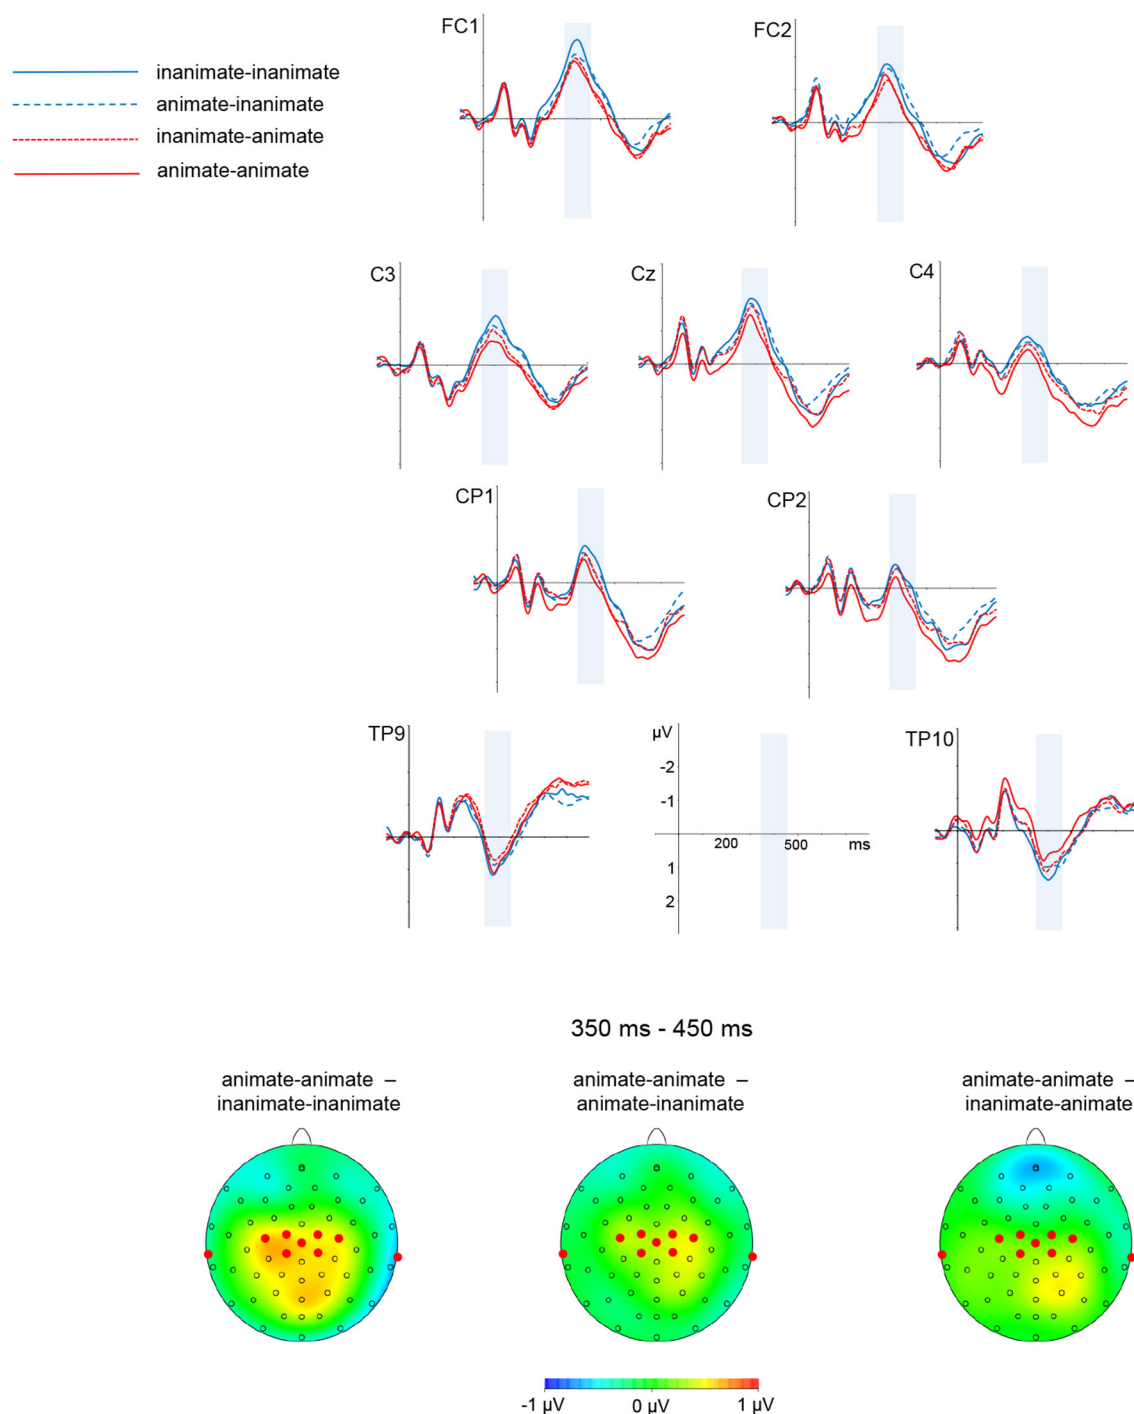 FC1
FC2
inanimate-inanimate
animate-inanimate
inanimate-animate
animate-animate
C3
Cz
C4
CP1
CP2
TP9
µV
-2
-1
200
500
ms
1
2
TP10
350 ms - 450 ms
animate-animate –
inanimate-inanimate
animate-animate –
animate-inanimate
animate-animate –
inanimate-animate
-1 µV
0 µV
1 µV